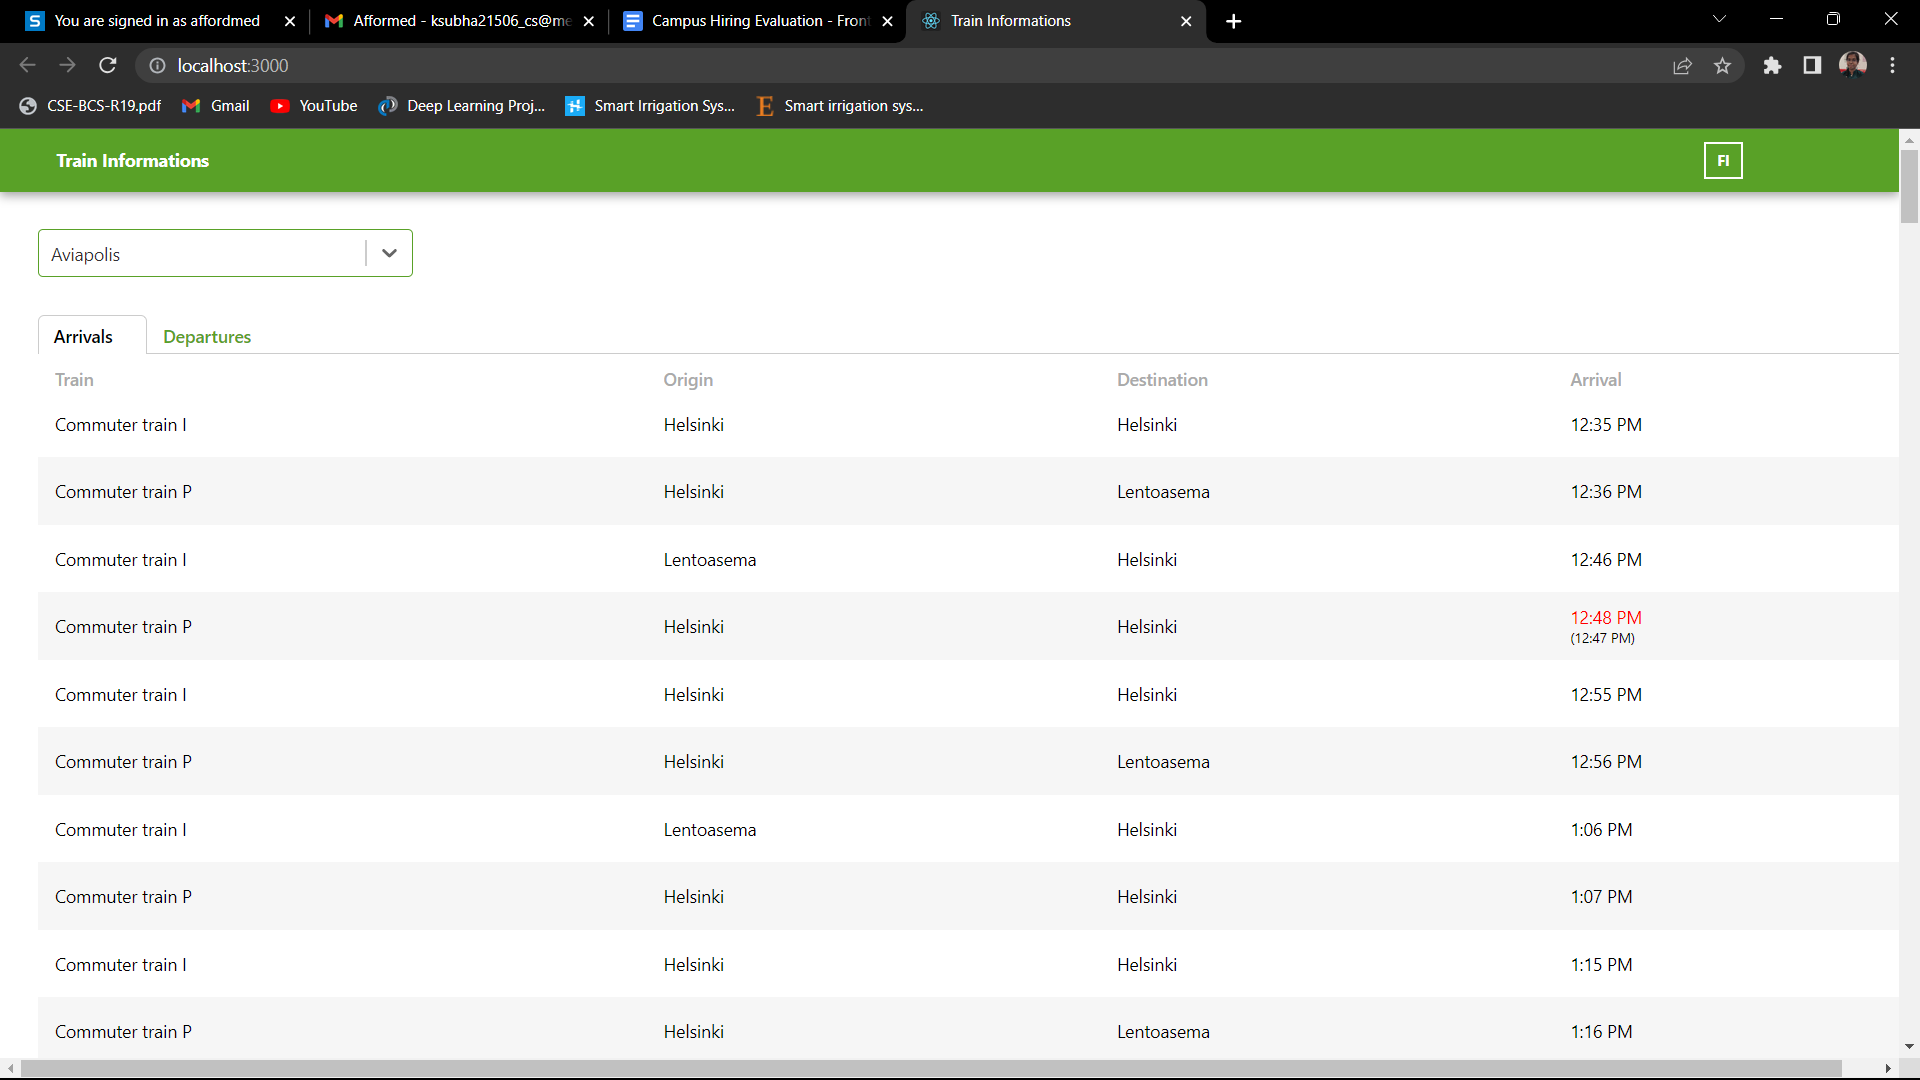 You are signed in as affordmed
Afformed - ksubha21506_cs@me
Campus Hiring Evaluation - Front
Train Informations
localhost:3000
CSE-BCS-R19.pdf
Gmail
YouTube
Deep Learning Proj...
Smart Irrigation Sys...
Smart irrigation sys...
Train Informations
FI
Aviapolis
Arrivals Departures
Train Origin Destination Arrival
Commuter train I Helsinki Helsinki 12:35 PM
Commuter train P Helsinki Lentoasema 12:36 PM
Commuter train I Lentoasema Helsinki 12:46 PM
Commuter train P Helsinki Helsinki 12:48 PM
(12:47 PM)
Commuter train I Helsinki Helsinki 12:55 PM
Commuter train P Helsinki Lentoasema 12:56 PM
Commuter train I Lentoasema Helsinki 1:06 PM
Commuter train P Helsinki Helsinki 1:07 PM
Commuter train I Helsinki Helsinki 1:15 PM
Commuter train P Helsinki Lentoasema 1:16 PM